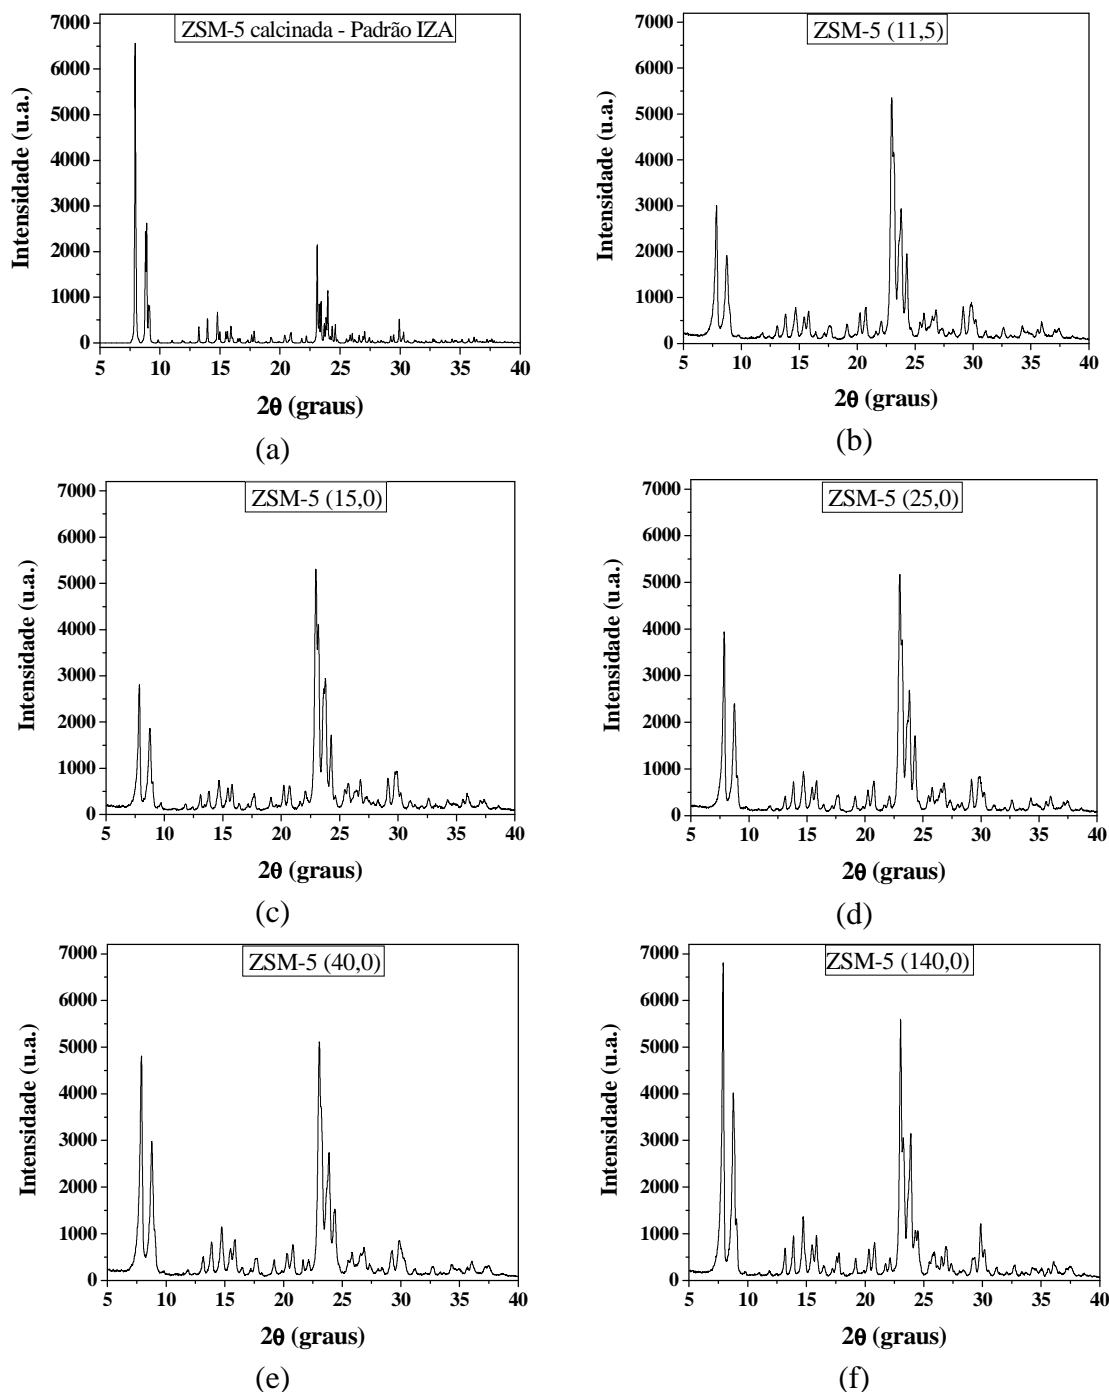 ZSM-5 calcinada - Padrão IZA
Intensidade (u.a.)
7000
6000
5000
4000
3000
2000
1000
0
5 10 15 20 25 30 35 40
2θ (graus)
(a)
ZSM-5 (11,5)
Intensidade (u.a.)
7000
6000
5000
4000
3000
2000
1000
0
5 10 15 20 25 30 35 40
2θ (graus)
(b)
ZSM-5 (15,0)
Intensidade (u.a.)
7000
6000
5000
4000
3000
2000
1000
0
5 10 15 20 25 30 35 40
2θ (graus)
(c)
ZSM-5 (25,0)
Intensidade (u.a.)
7000
6000
5000
4000
3000
2000
1000
0
5 10 15 20 25 30 35 40
2θ (graus)
(d)
ZSM-5 (40,0)
Intensidade (u.a.)
7000
6000
5000
4000
3000
2000
1000
0
5 10 15 20 25 30 35 40
2θ (graus)
(e)
ZSM-5 (140,0)
Intensidade (u.a.)
7000
6000
5000
4000
3000
2000
1000
0
5 10 15 20 25 30 35 40
2θ (graus)
(f)